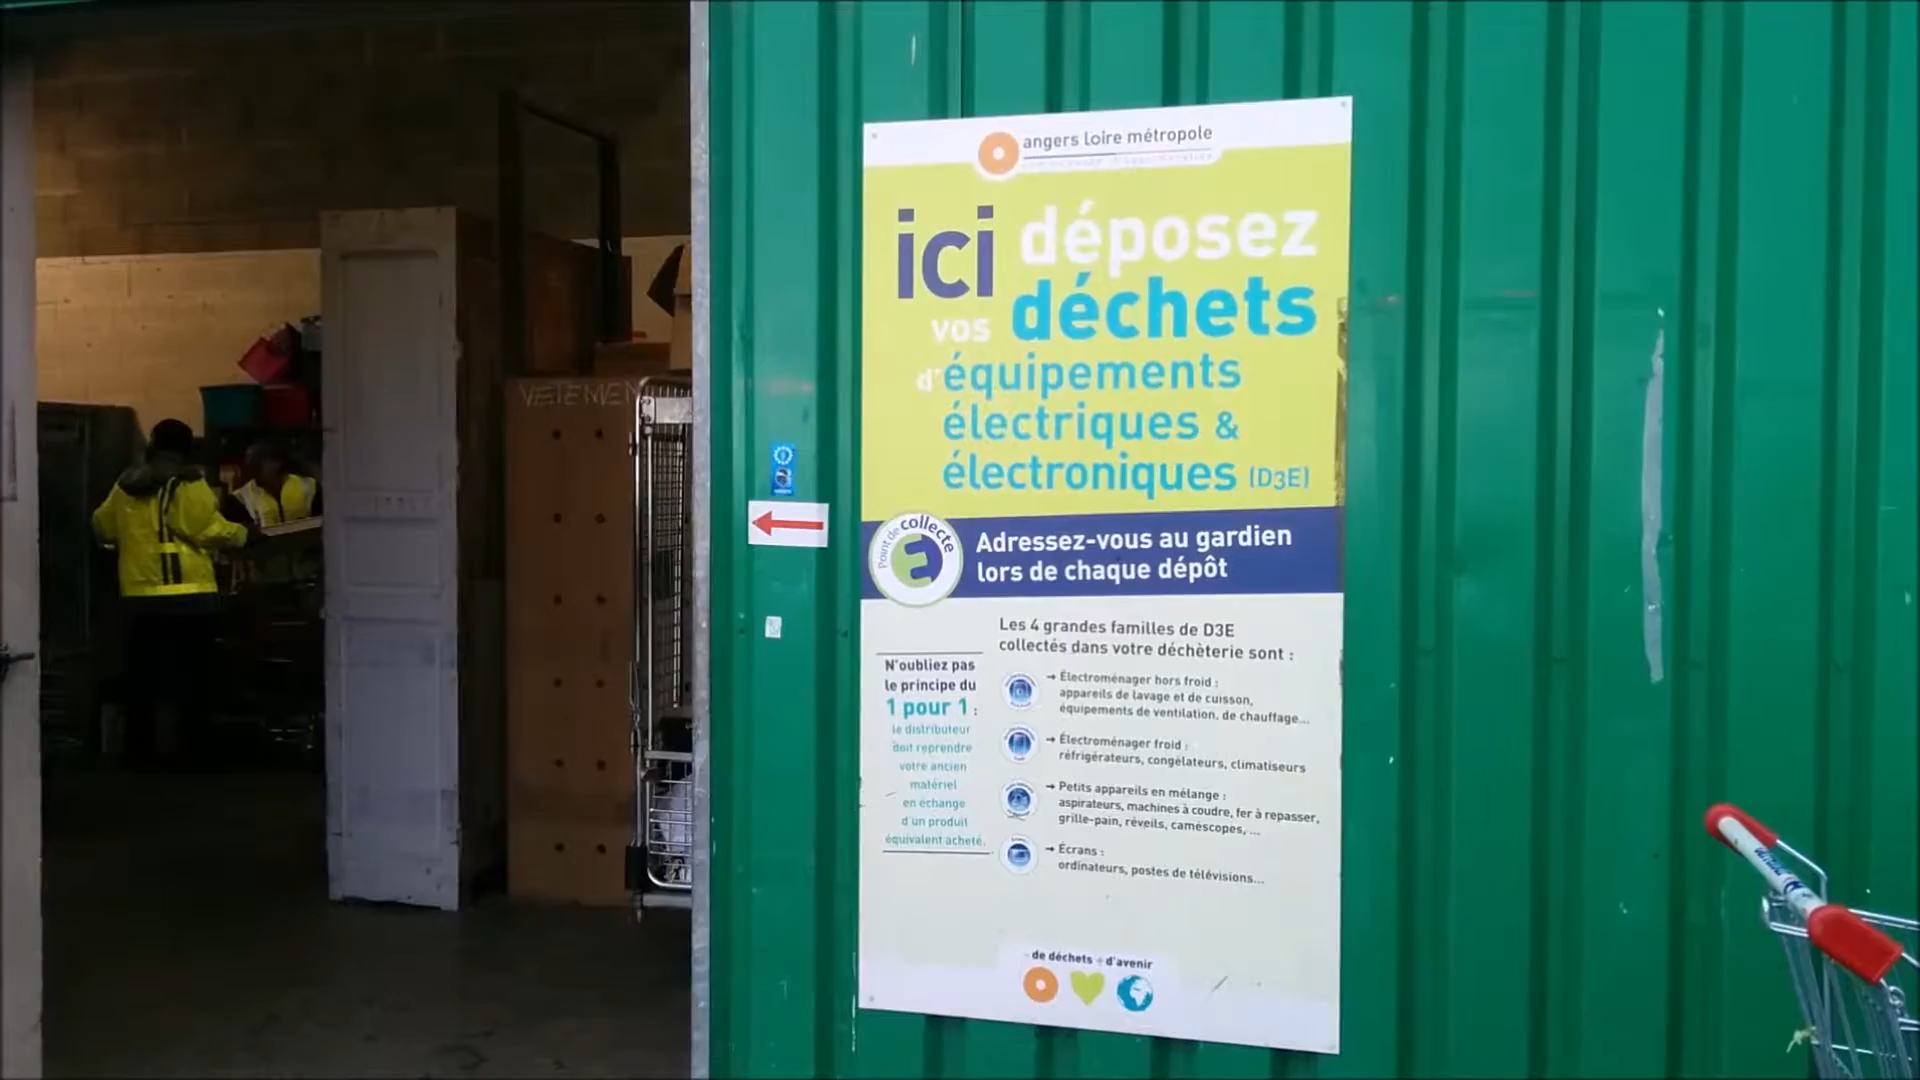 angers loire métropole
ici déposez
vos déchets
d'équipements
électriques &
électroniques (D3E)
Point de collecte
Adressez-vous au gardien
lors de chaque dépôt
Les 4 grandes familles de D3E
collectés dans votre déchèterie sont :
N'oubliez pas
le principe du
1 pour 1 :
le distributeur
doit reprendre
votre ancien
matériel
en échange
d'un produit
équivalent acheté.
→ Électroménager hors froid :
appareils de lavage et de cuisson,
équipements de ventilation, de chauffage...
→ Électroménager froid :
réfrigérateurs, congélateurs, climatiseurs
→ Petits appareils en mélange :
aspirateurs, machines à coudre, fer à repasser,
grille-pain, réveils, caméscopes, ...
→ Écrans :
ordinateurs, postes de télévisions...
- de déchets + d'avenir
VETEMEN